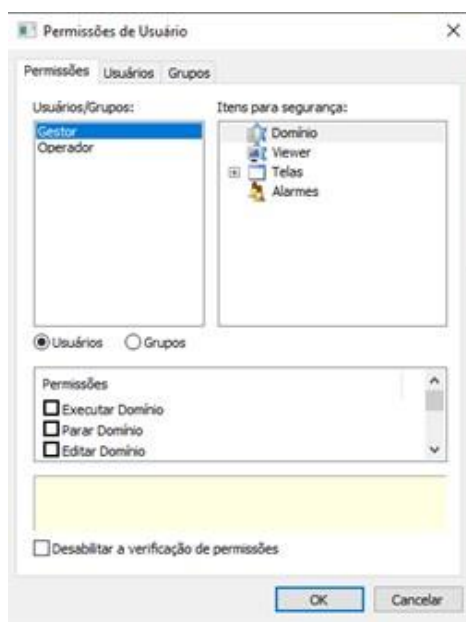 Permissões de Usuário
Permissões Usuários Grupos
Usuários/Grupos: Itens para segurança:
Gestor
Operador
Domínio
Viewer
Telas
Alarmes
Usuários Grupos
Permissões
Executar Domínio
Parar Domínio
Editar Domínio
Desabilitar a verificação de permissões
OK Cancelar